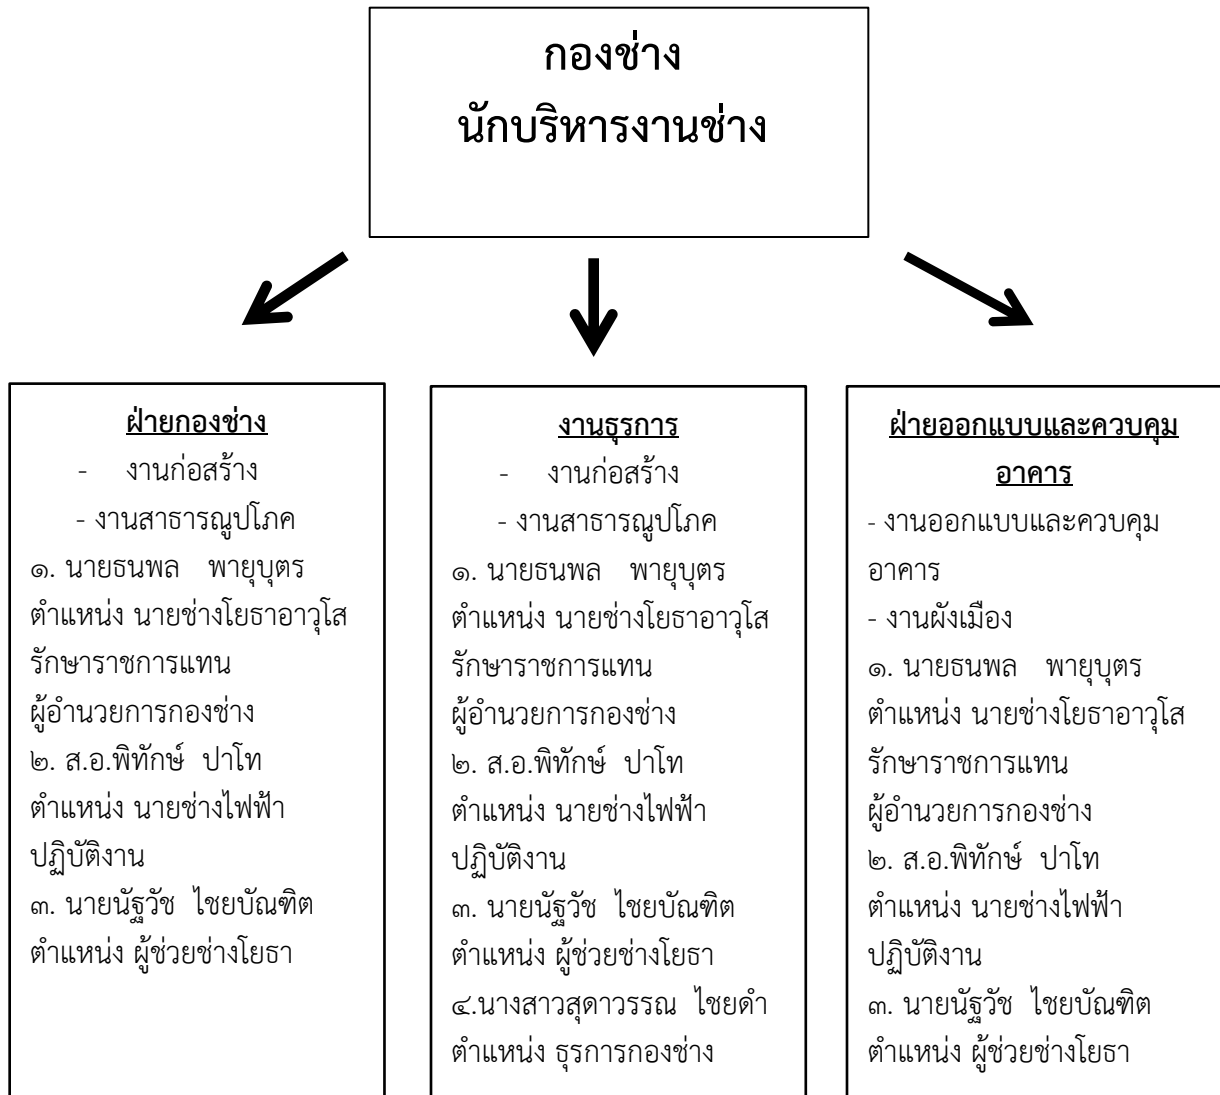 กองช่าง
นักบริหารงานช่าง
ฝ่ายกองช่าง
- งานก่อสร้าง
- งานสาธารณูปโภค
๑. นายธนพล พายุบุตร
ตำแหน่ง นายช่างโยธาอาวุโส
รักษาราชการแทน
ผู้อำนวยการกองช่าง
๒. ส.อ.พิทักษ์ ปาโท
ตำแหน่ง นายช่างไฟฟ้า
ปฏิบัติงาน
๓. นายนัฐวัช ไชยบัณฑิต
ตำแหน่ง ผู้ช่วยช่างโยธา
งานธุรการ
- งานก่อสร้าง
- งานสาธารณูปโภค
๑. นายธนพล พายุบุตร
ตำแหน่ง นายช่างโยธาอาวุโส
รักษาราชการแทน
ผู้อำนวยการกองช่าง
๒. ส.อ.พิทักษ์ ปาโท
ตำแหน่ง นายช่างไฟฟ้า
ปฏิบัติงาน
๓. นายนัฐวัช ไชยบัณฑิต
ตำแหน่ง ผู้ช่วยช่างโยธา
๔.นางสาวสุดาวรรณ ไชยดำ
ตำแหน่ง ธุรการกองช่าง
ฝ่ายออกแบบและควบคุม
อาคาร
- งานออกแบบและควบคุม
อาคาร
- งานผังเมือง
๑. นายธนพล พายุบุตร
ตำแหน่ง นายช่างโยธาอาวุโส
รักษาราชการแทน
ผู้อำนวยการกองช่าง
๒. ส.อ.พิทักษ์ ปาโท
ตำแหน่ง นายช่างไฟฟ้า
ปฏิบัติงาน
๓. นายนัฐวัช ไชยบัณฑิต
ตำแหน่ง ผู้ช่วยช่างโยธา